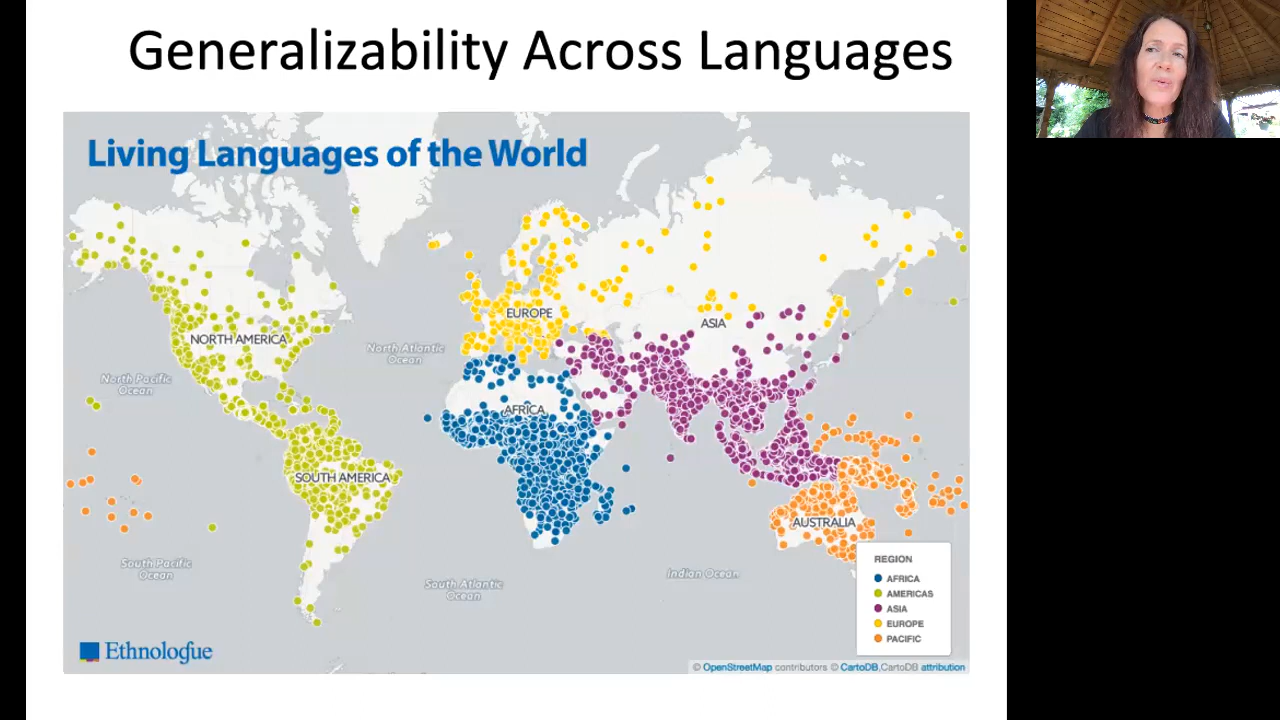 Generalizability Across Languages
Living Languages of the World
EUROPE
ASIA
NORTH AMERICA
North Atlantic
Ocean
North Pacific
Ocean
AFRICA
SOUTH AMERICA
AUSTRALIA
South Pacific
Ocean
South Atlantic
Ocean
Indian Ocean
REGION
AFRICA
AMERICAS
ASIA
EUROPE
PACIFIC
Ethnologue
© OpenStreetMap contributors © CartoDB,CartoDB attribution